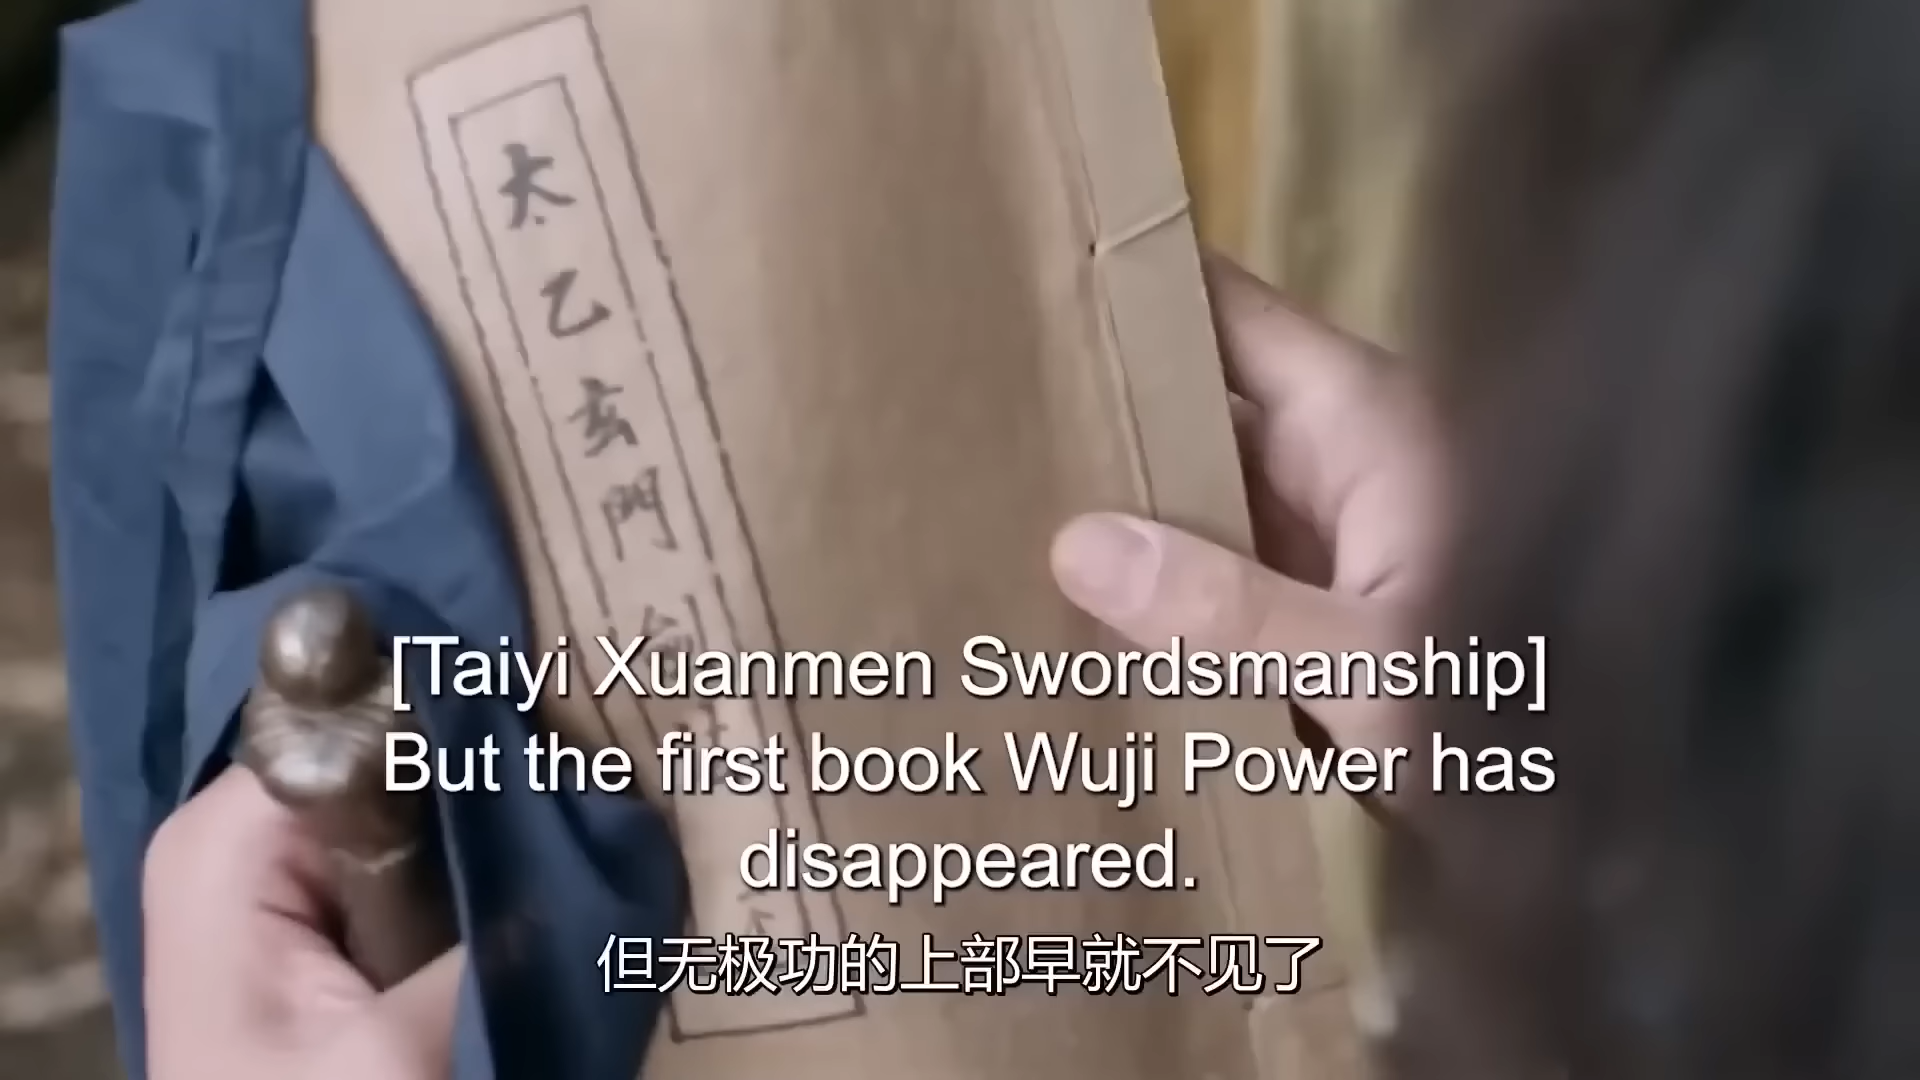 太乙玄門劍
[Taiyi Xuanmen Swordsmanship]
But the first book Wuji Power has
disappeared.
但无极功的上部早就不见了